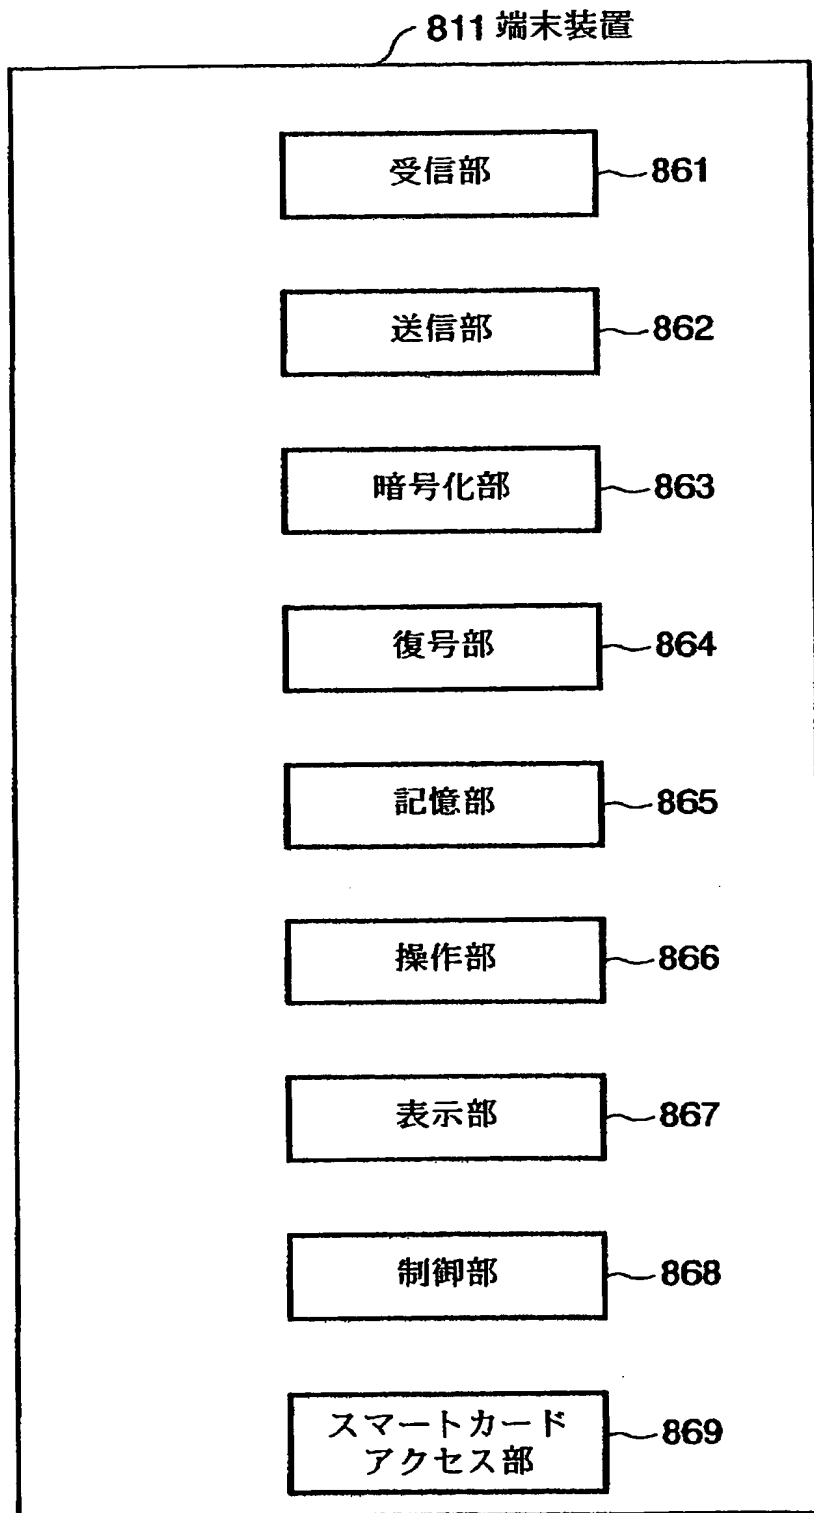 811 端末装置
受信部 861
送信部 862
暗号化部 863
復号部 864
記憶部 865
操作部 866
表示部 867
制御部 868
スマートカード
アクセス部 869